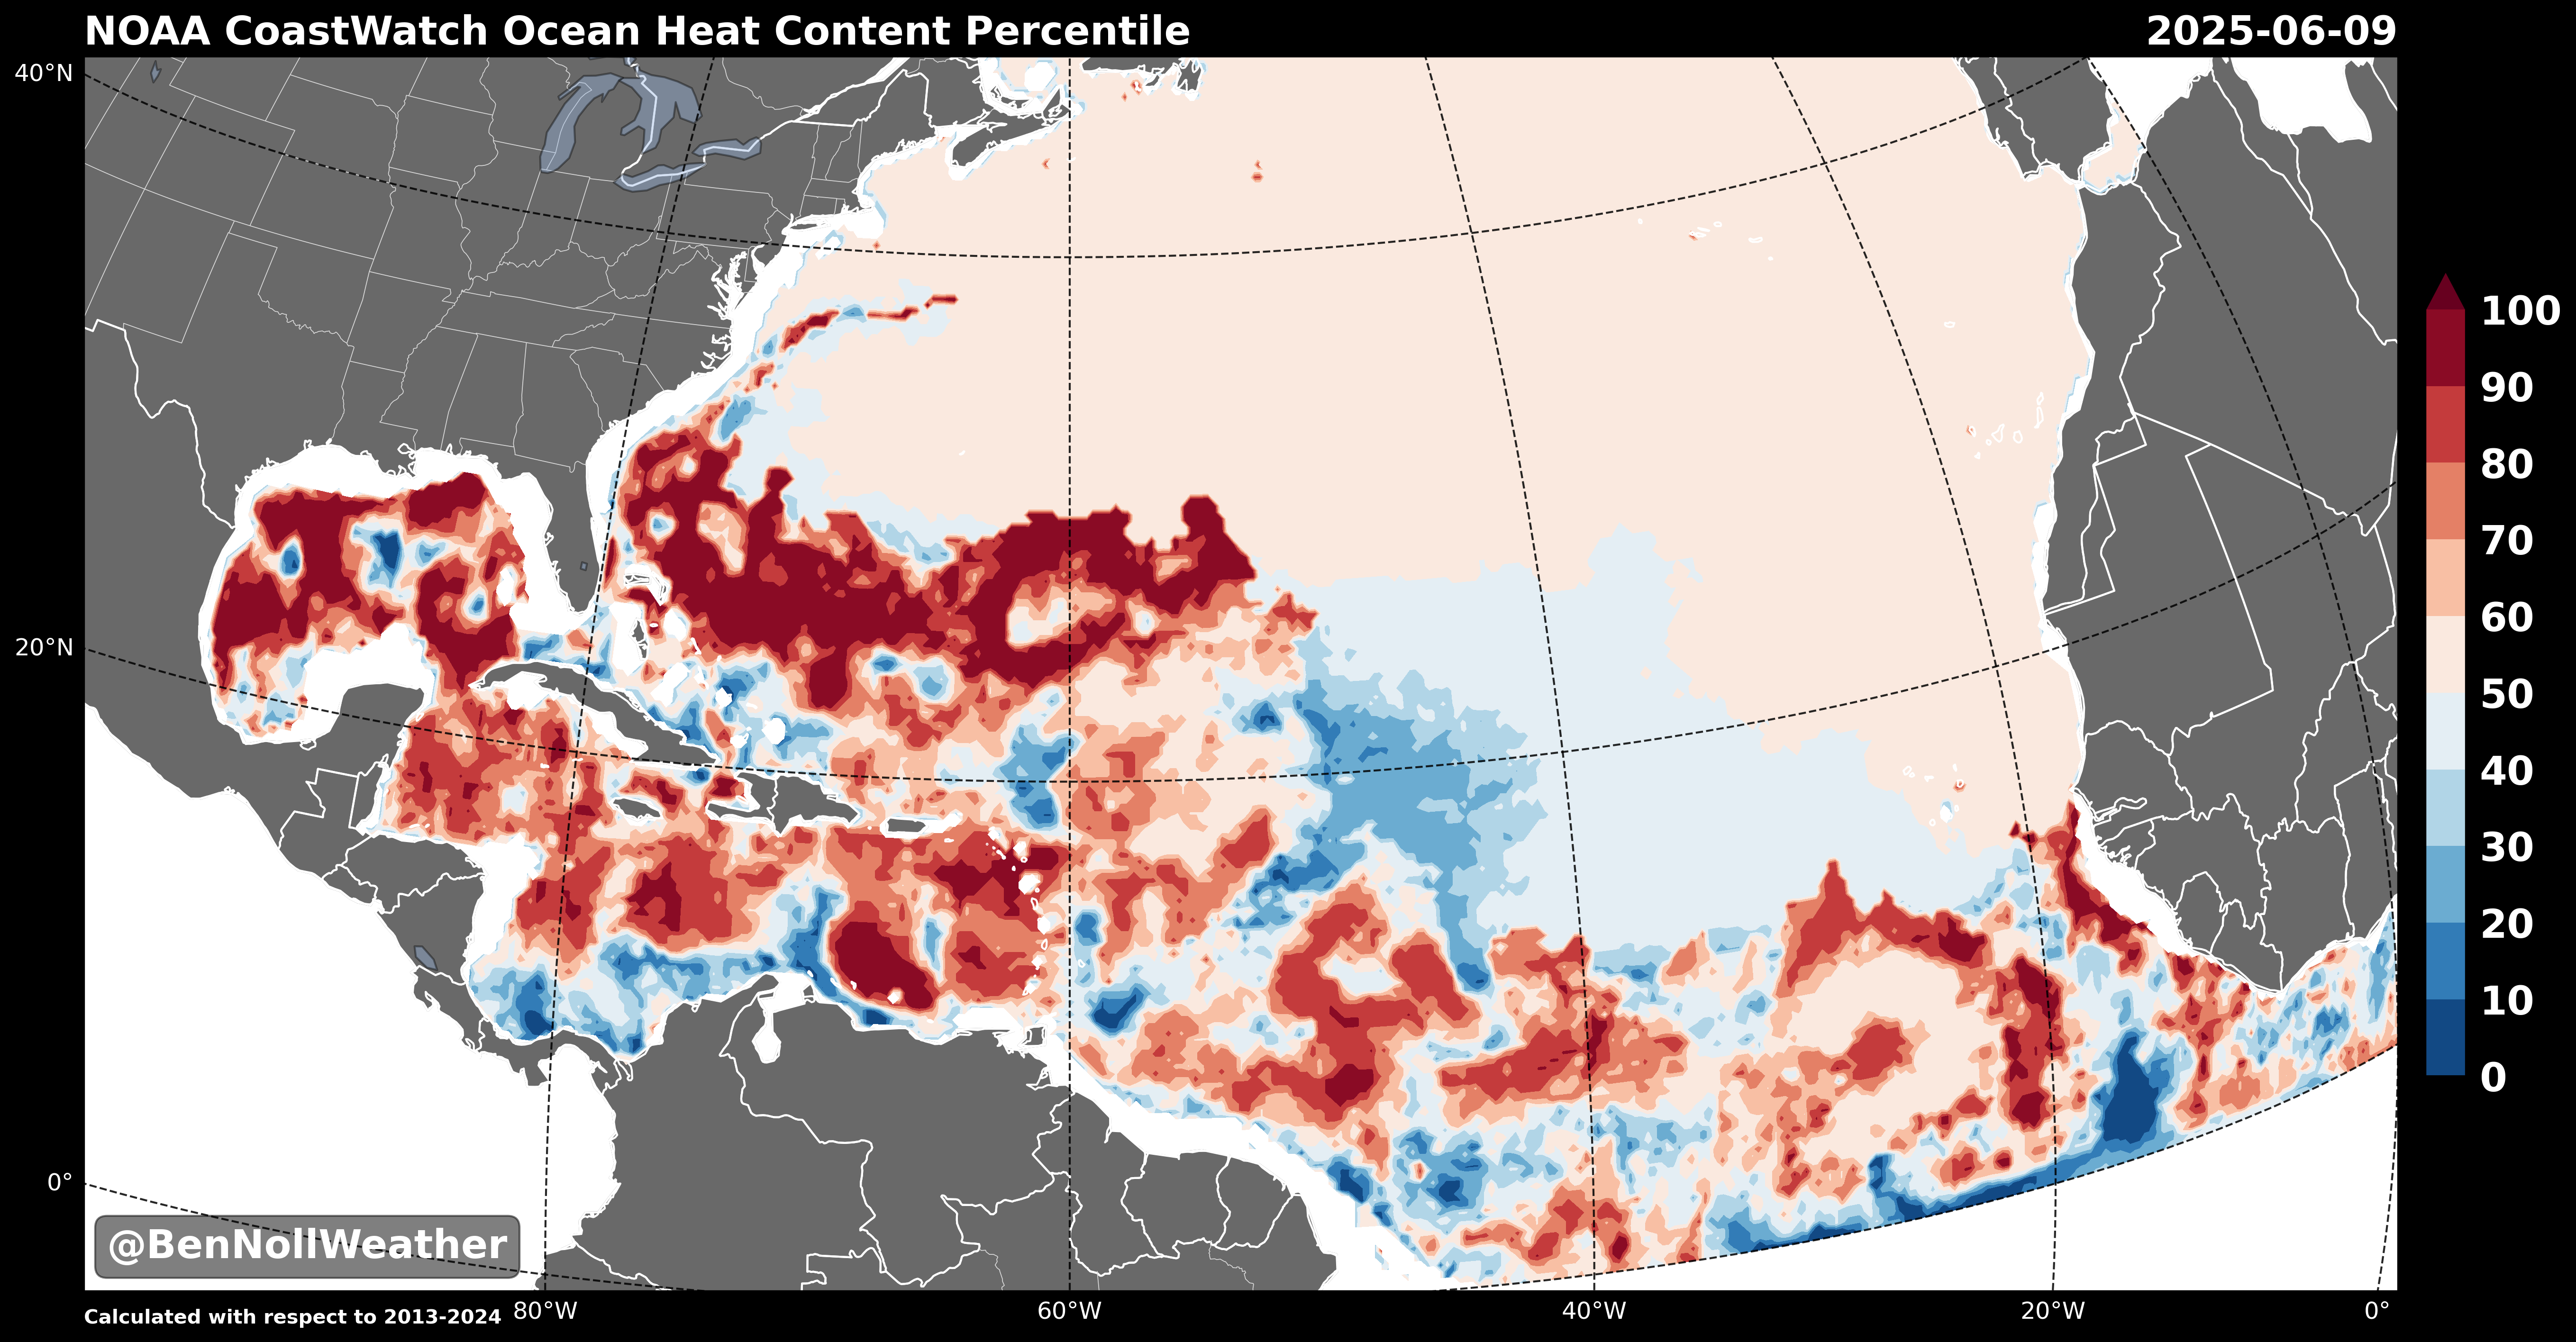 NOAA CoastWatch Ocean Heat Content Percentile 2025-06-09
40°N
20°N
0°
100
90
80
70
60
50
40
30
20
10
0
@BenNollWeather
Calculated with respect to 2013-2024
80°W 60°W 40°W 20°W 0°